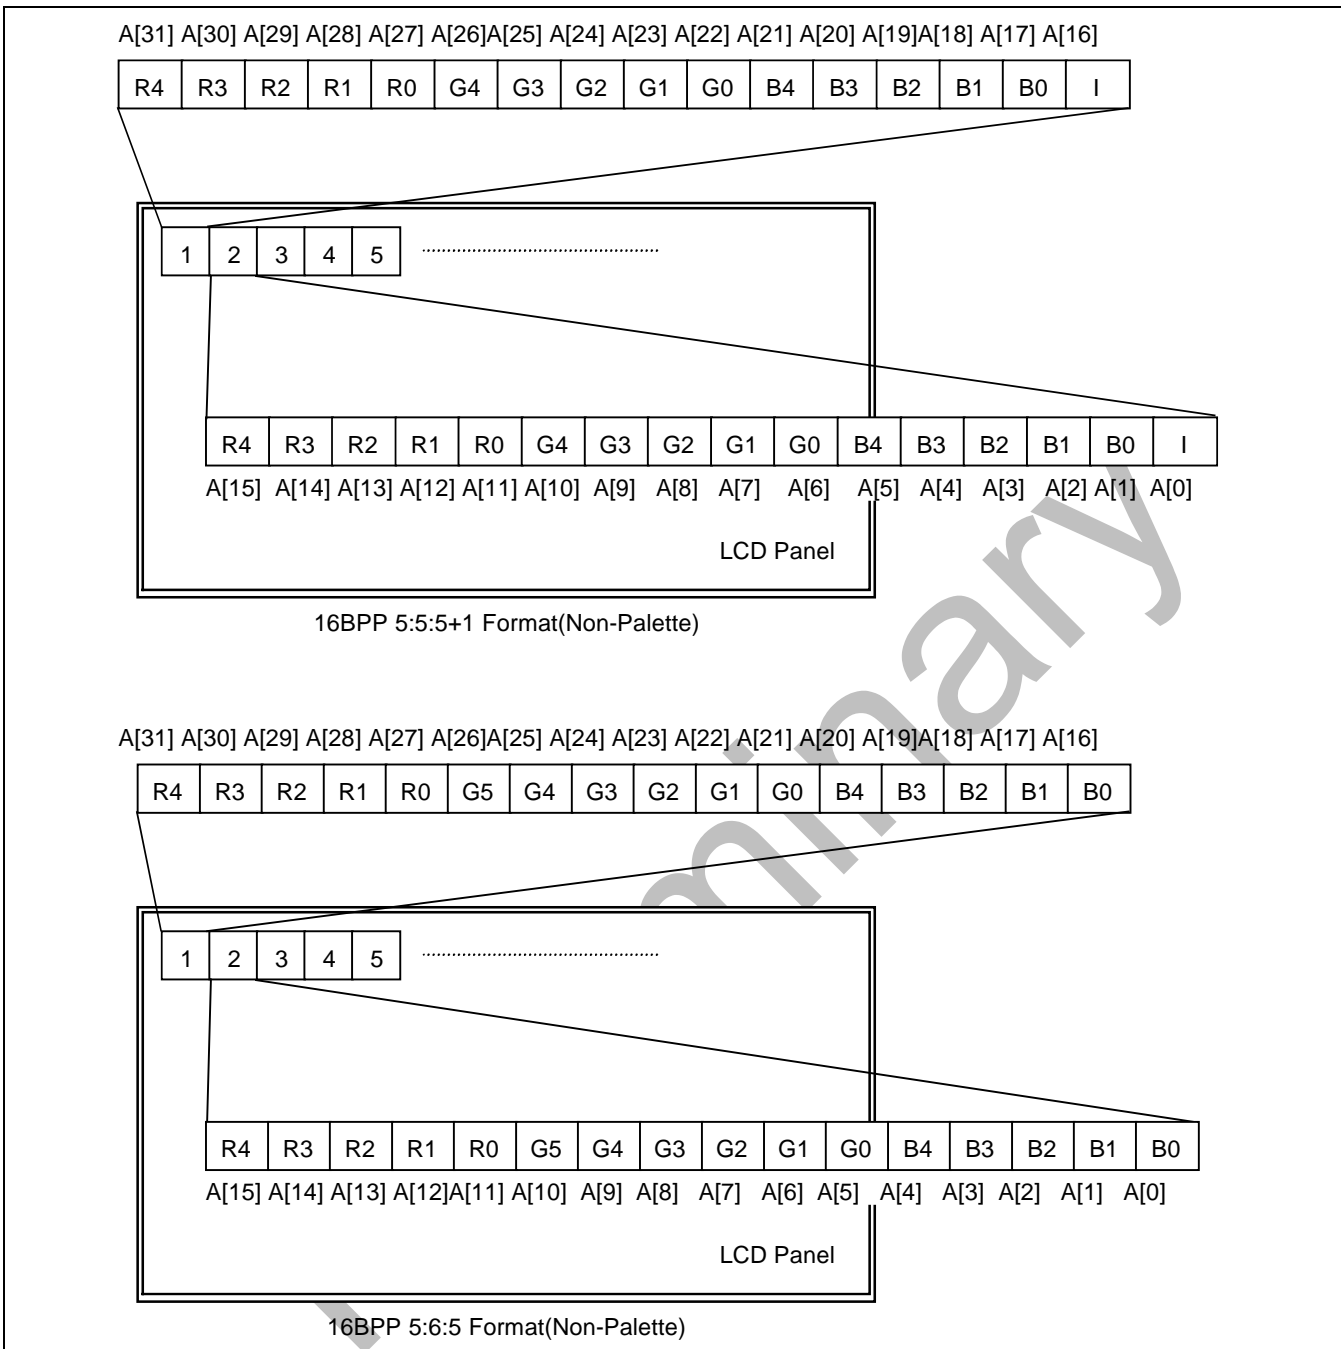 A[31] A[30] A[29] A[28] A[27] A[26]A[25] A[24] A[23] A[22] A[21] A[20] A[19]A[18] A[17] A[16]
R4 R3 R2 R1 R0 G4 G3 G2 G1 G0 B4 B3 B2 B1 B0 I
1 2 3 4 5
R4 R3 R2 R1 R0 G4 G3 G2 G1 G0 B4 B3 B2 B1 B0 I
A[15] A[14] A[13] A[12] A[11] A[10] A[9] A[8] A[7] A[6] A[5] A[4] A[3] A[2] A[1] A[0]
LCD Panel
16BPP 5:5:5+1 Format(Non-Palette)
A[31] A[30] A[29] A[28] A[27] A[26]A[25] A[24] A[23] A[22] A[21] A[20] A[19]A[18] A[17] A[16]
R4 R3 R2 R1 R0 G5 G4 G3 G2 G1 G0 B4 B3 B2 B1 B0
1 2 3 4 5
R4 R3 R2 R1 R0 G5 G4 G3 G2 G1 G0 B4 B3 B2 B1 B0
A[15] A[14] A[13] A[12]A[11] A[10] A[9] A[8] A[7] A[6] A[5] A[4] A[3] A[2] A[1] A[0]
LCD Panel
16BPP 5:6:5 Format(Non-Palette)